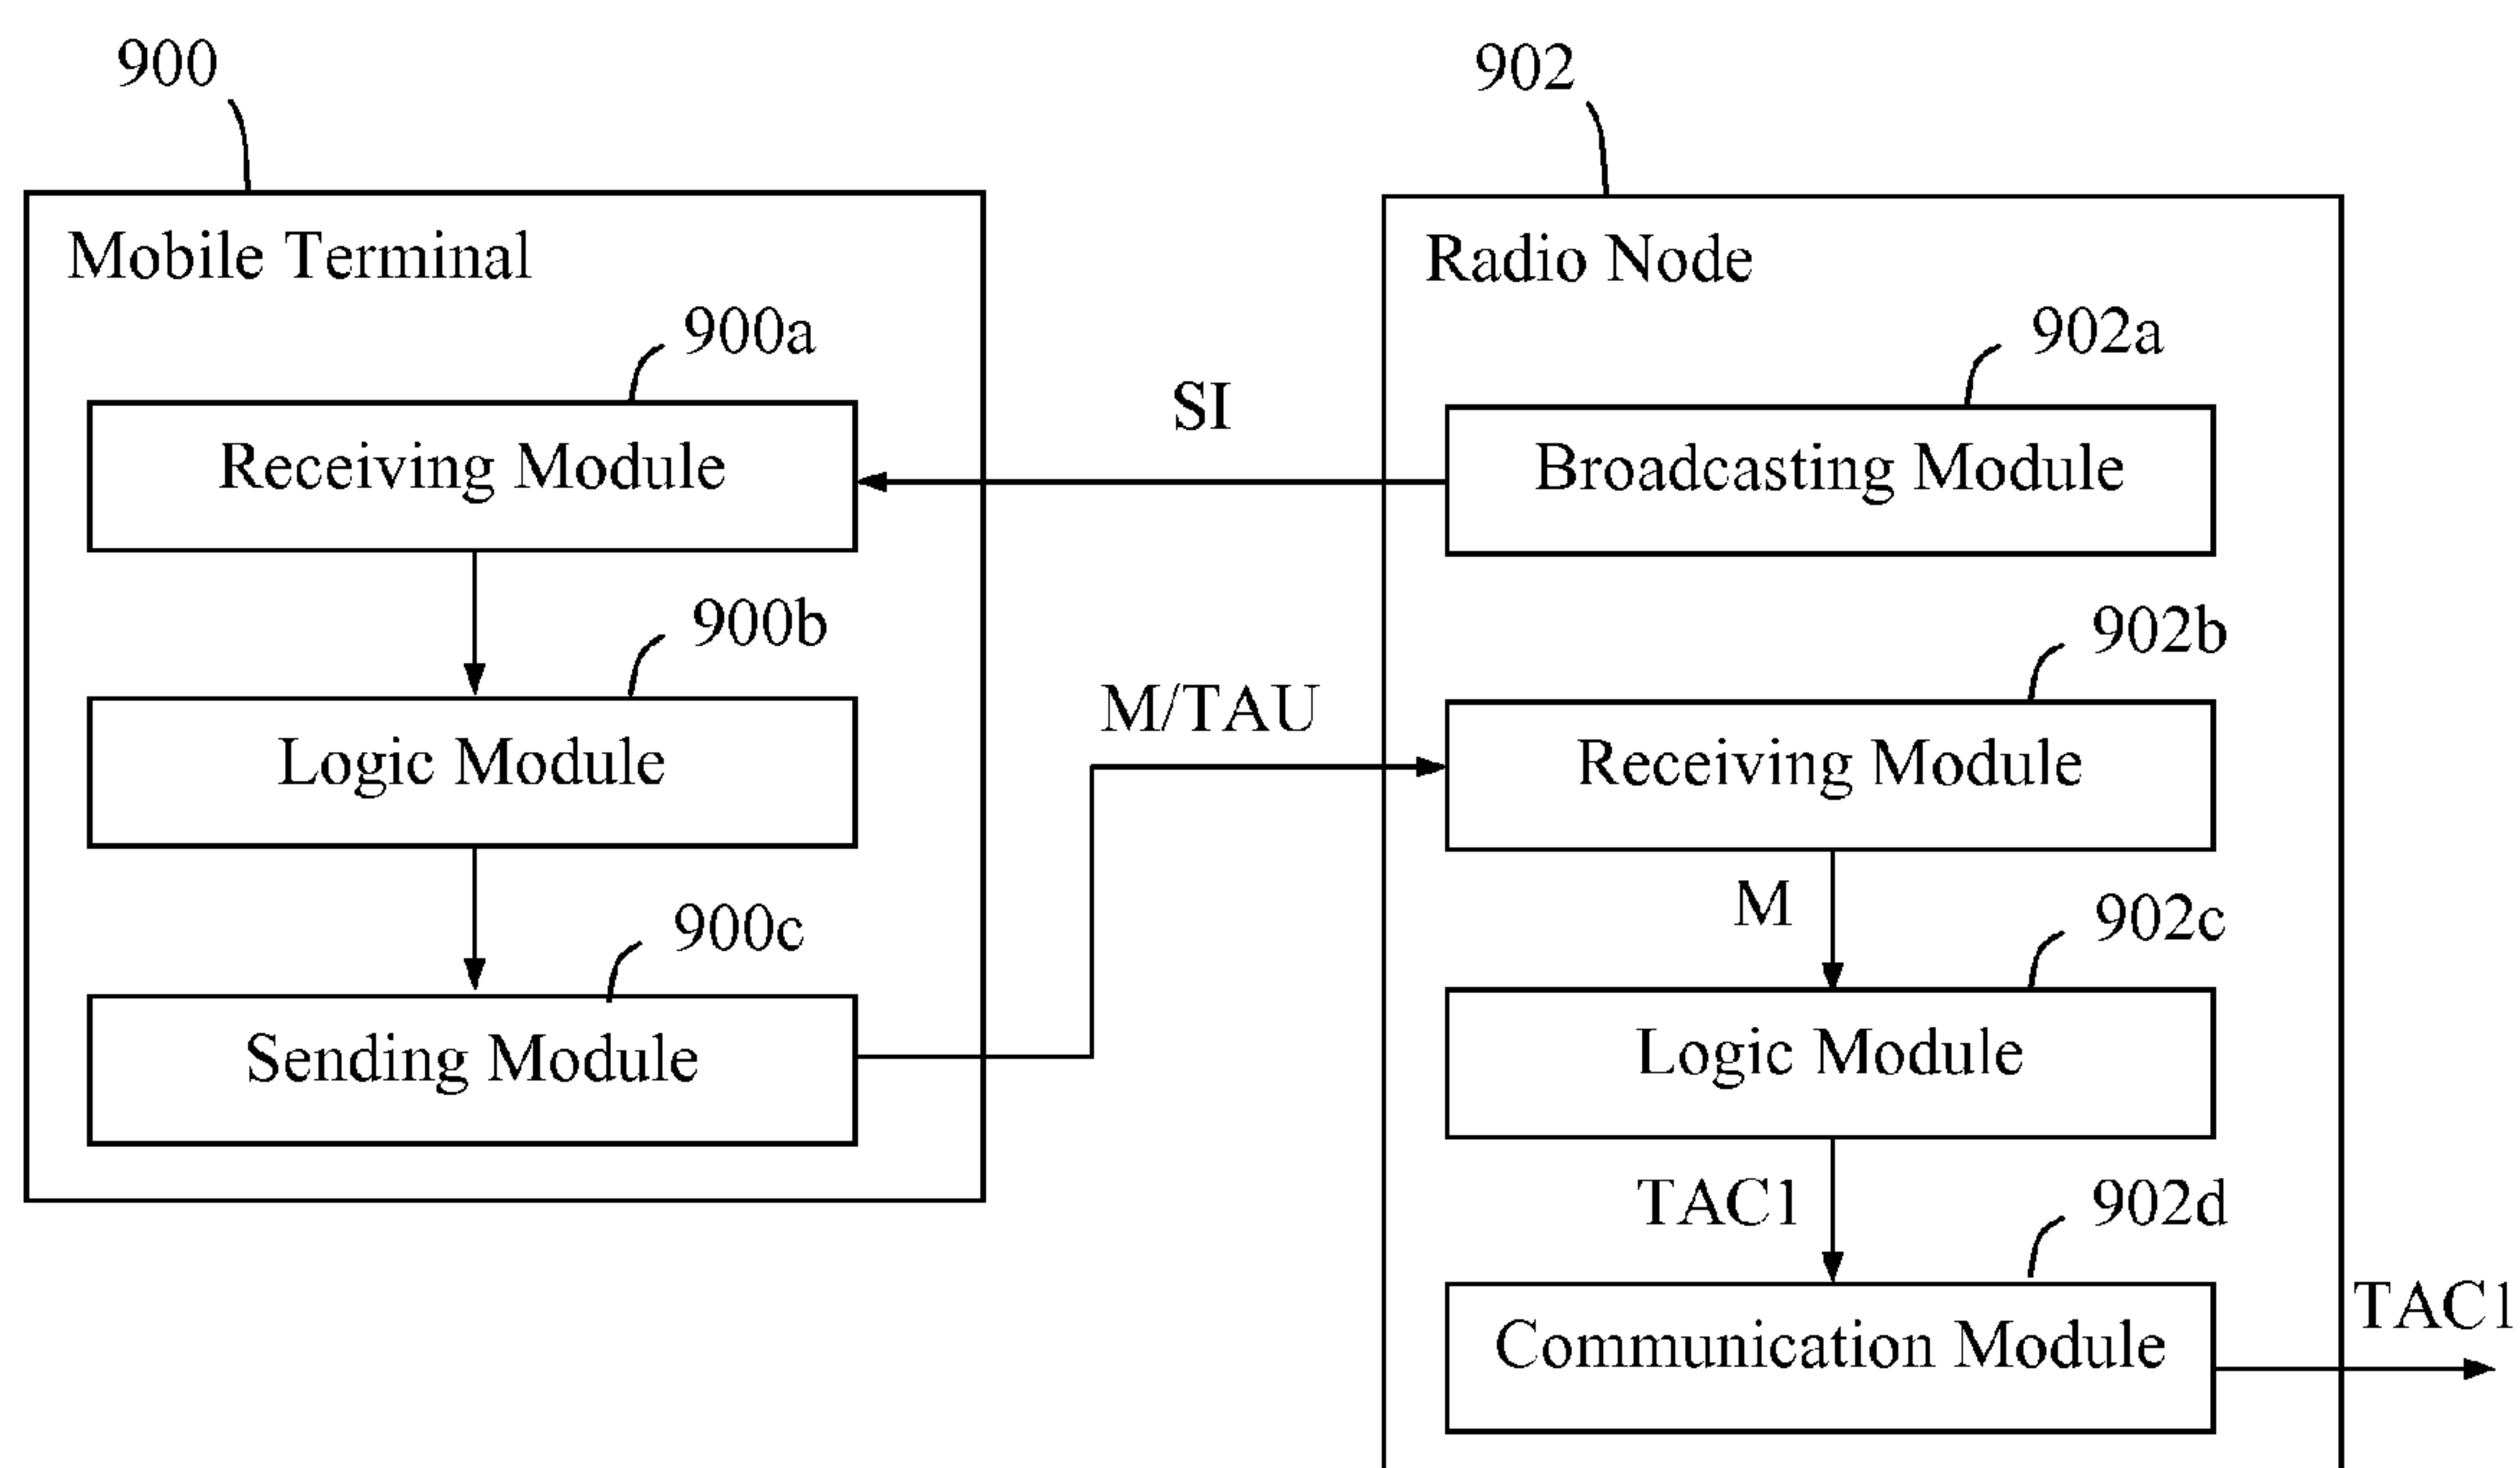 900
902
Mobile Terminal
Radio Node
900a
902a
SI
Receiving Module
Broadcasting Module
900b
902b
M/TAU
Logic Module
Receiving Module
M
900c
902c
Sending Module
Logic Module
TAC1
902d
TAC1
Communication Module